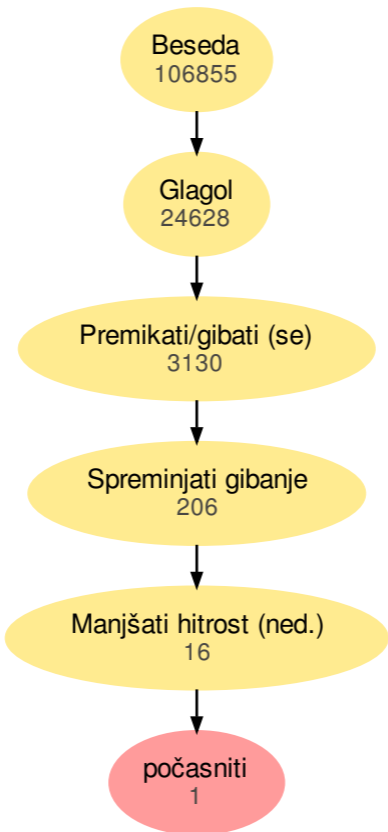 Beseda
106855
Glagol
24628
Premikati/gibati (se)
3130
Spreminjati gibanje
206
Manjšati hitrost (ned.)
16
počasniti
1